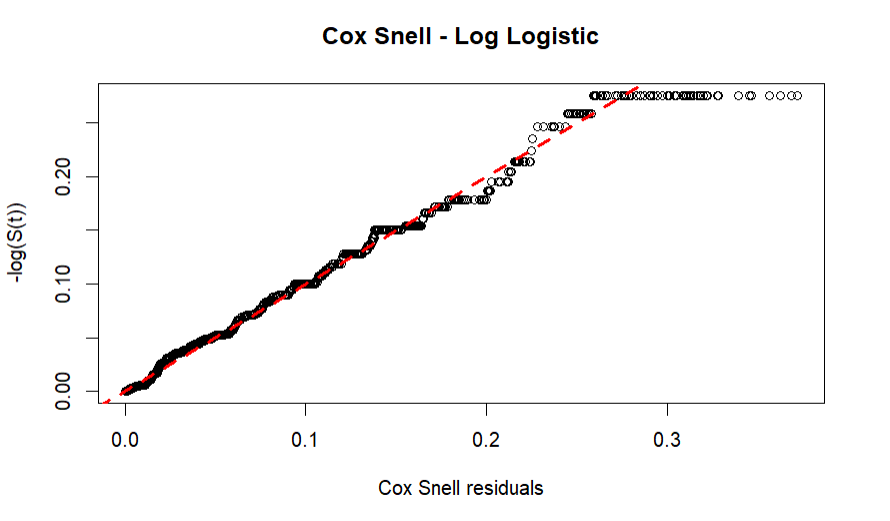 Cox Snell - Log Logistic
-log(S(t))
0.20
0.10
0.00
0.0 0.1 0.2 0.3
Cox Snell residuals